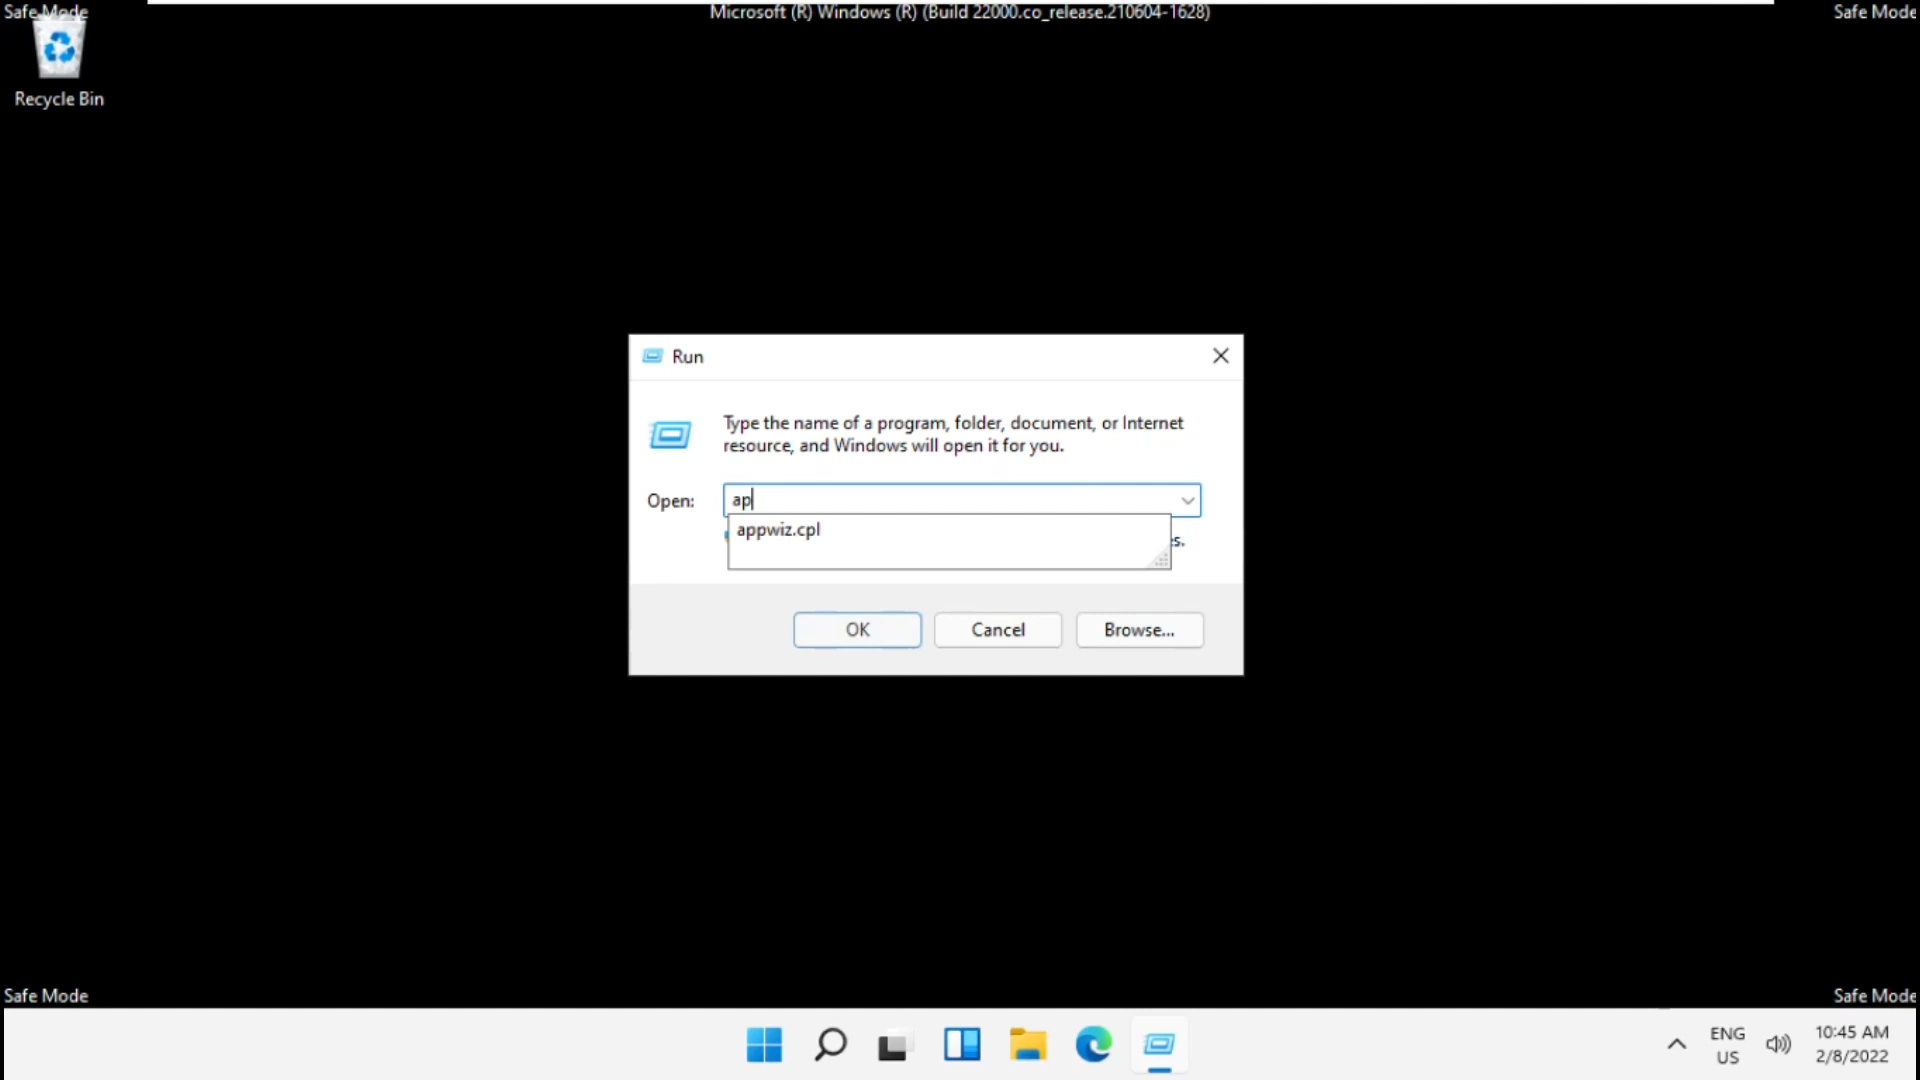 Safe Mode
Microsoft (R) Windows (R) (Build 22000.co_release.210604-1628)
Safe Mode
Recycle Bin
Run
Type the name of a program, folder, document, or Internet
resource, and Windows will open it for you.
Open: ap
appwiz.cpl
OK Cancel Browse...
Safe Mode
Safe Mode
ENG
US
10:45 AM
2/8/2022